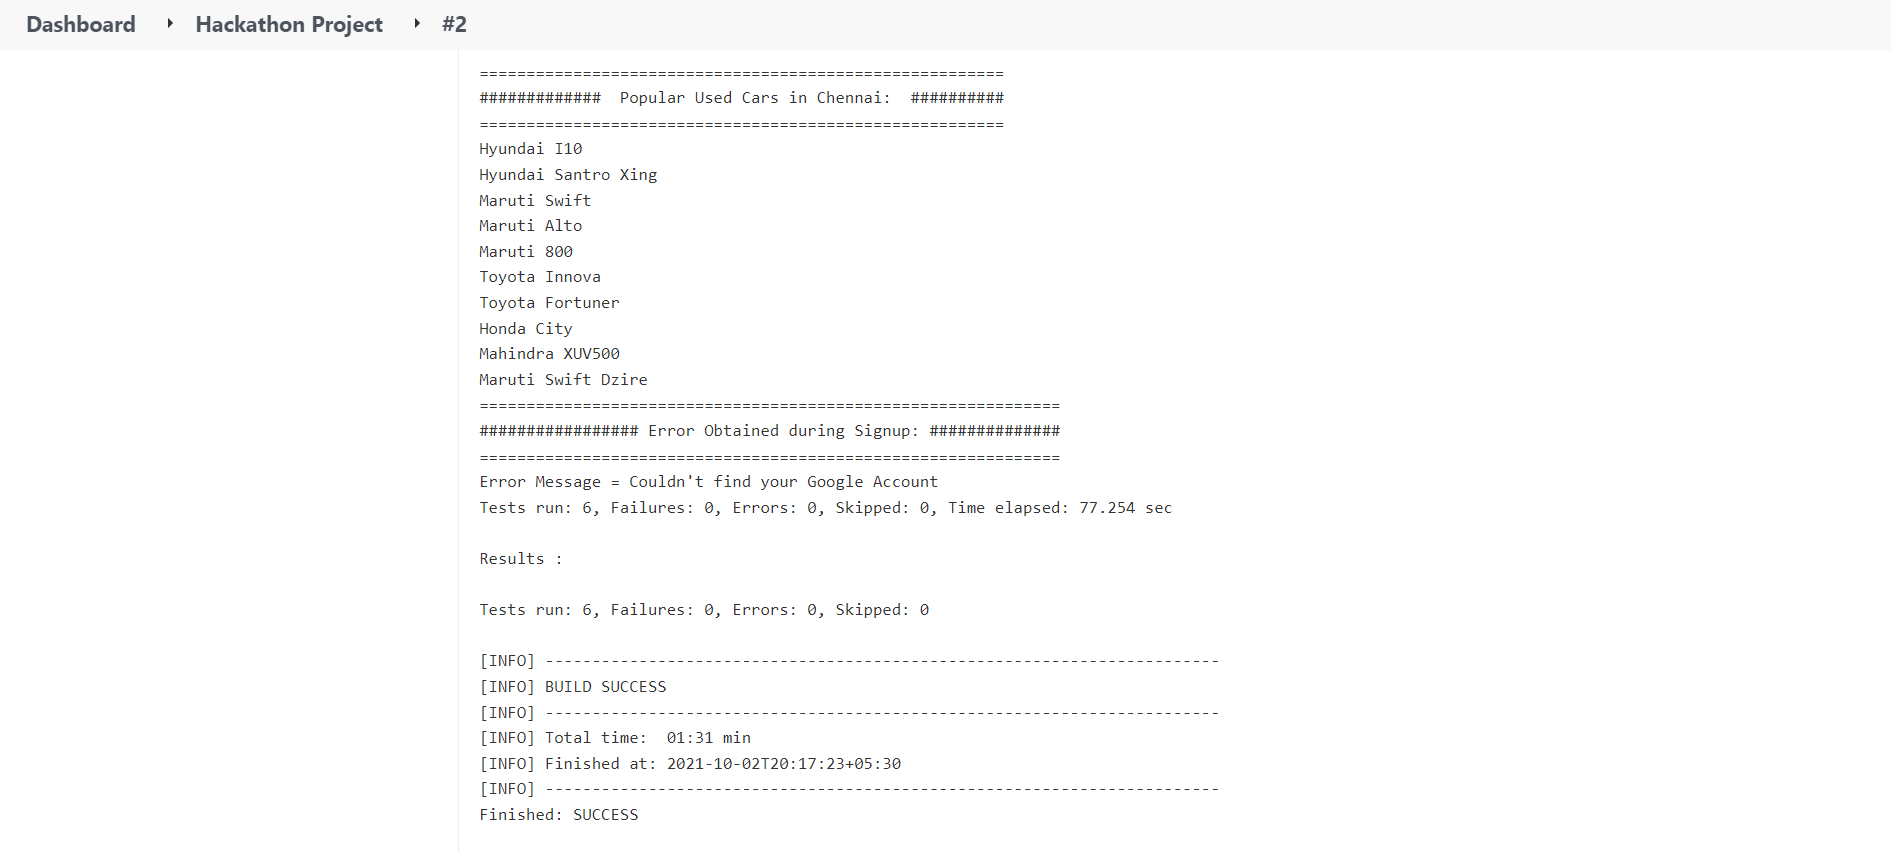 Dashboard ▸ Hackathon Project ▸ #2
========================================================
#############  Popular Used Cars in Chennai:  ##########
========================================================
Hyundai I10
Hyundai Santro Xing
Maruti Swift
Maruti Alto
Maruti 800
Toyota Innova
Toyota Fortuner
Honda City
Mahindra XUV500
Maruti Swift Dzire
==============================================================
################# Error Obtained during Signup: ##############
==============================================================
Error Message = Couldn't find your Google Account
Tests run: 6, Failures: 0, Errors: 0, Skipped: 0, Time elapsed: 77.254 sec

Results :

Tests run: 6, Failures: 0, Errors: 0, Skipped: 0

[INFO] ------------------------------------------------------------------------
[INFO] BUILD SUCCESS
[INFO] ------------------------------------------------------------------------
[INFO] Total time:  01:31 min
[INFO] Finished at: 2021-10-02T20:17:23+05:30
[INFO] ------------------------------------------------------------------------
Finished: SUCCESS